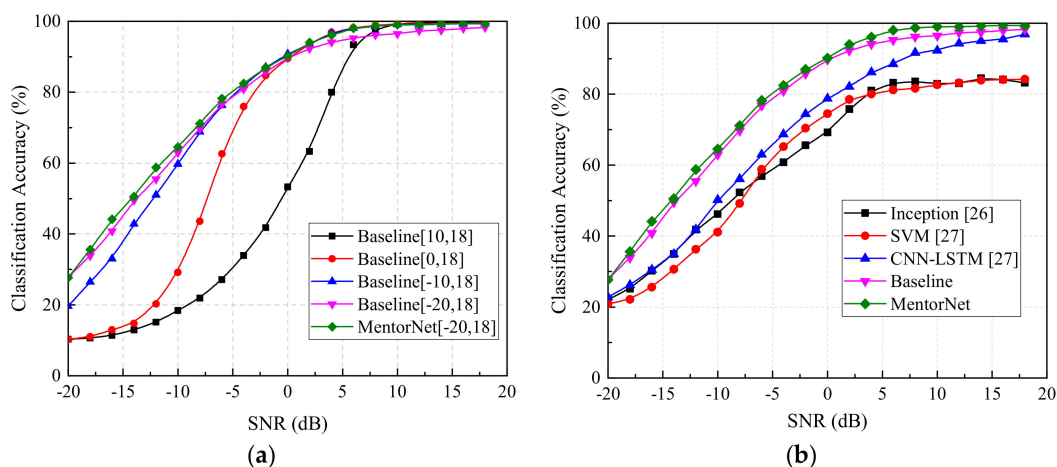 100
80
60
40
20
0
-20
-15
-10
-5
0
5
10
15
20
Classification Accuracy (%)
SNR (dB)
Baseline[10,18]
Baseline[0,18]
Baseline[-10,18]
Baseline[-20,18]
MentorNet[-20,18]
(a)
100
80
60
40
20
0
-20
-15
-10
-5
0
5
10
15
20
Classification Accuracy (%)
SNR (dB)
Inception [26]
SVM [27]
CNN-LSTM [27]
Baseline
MentorNet
(b)